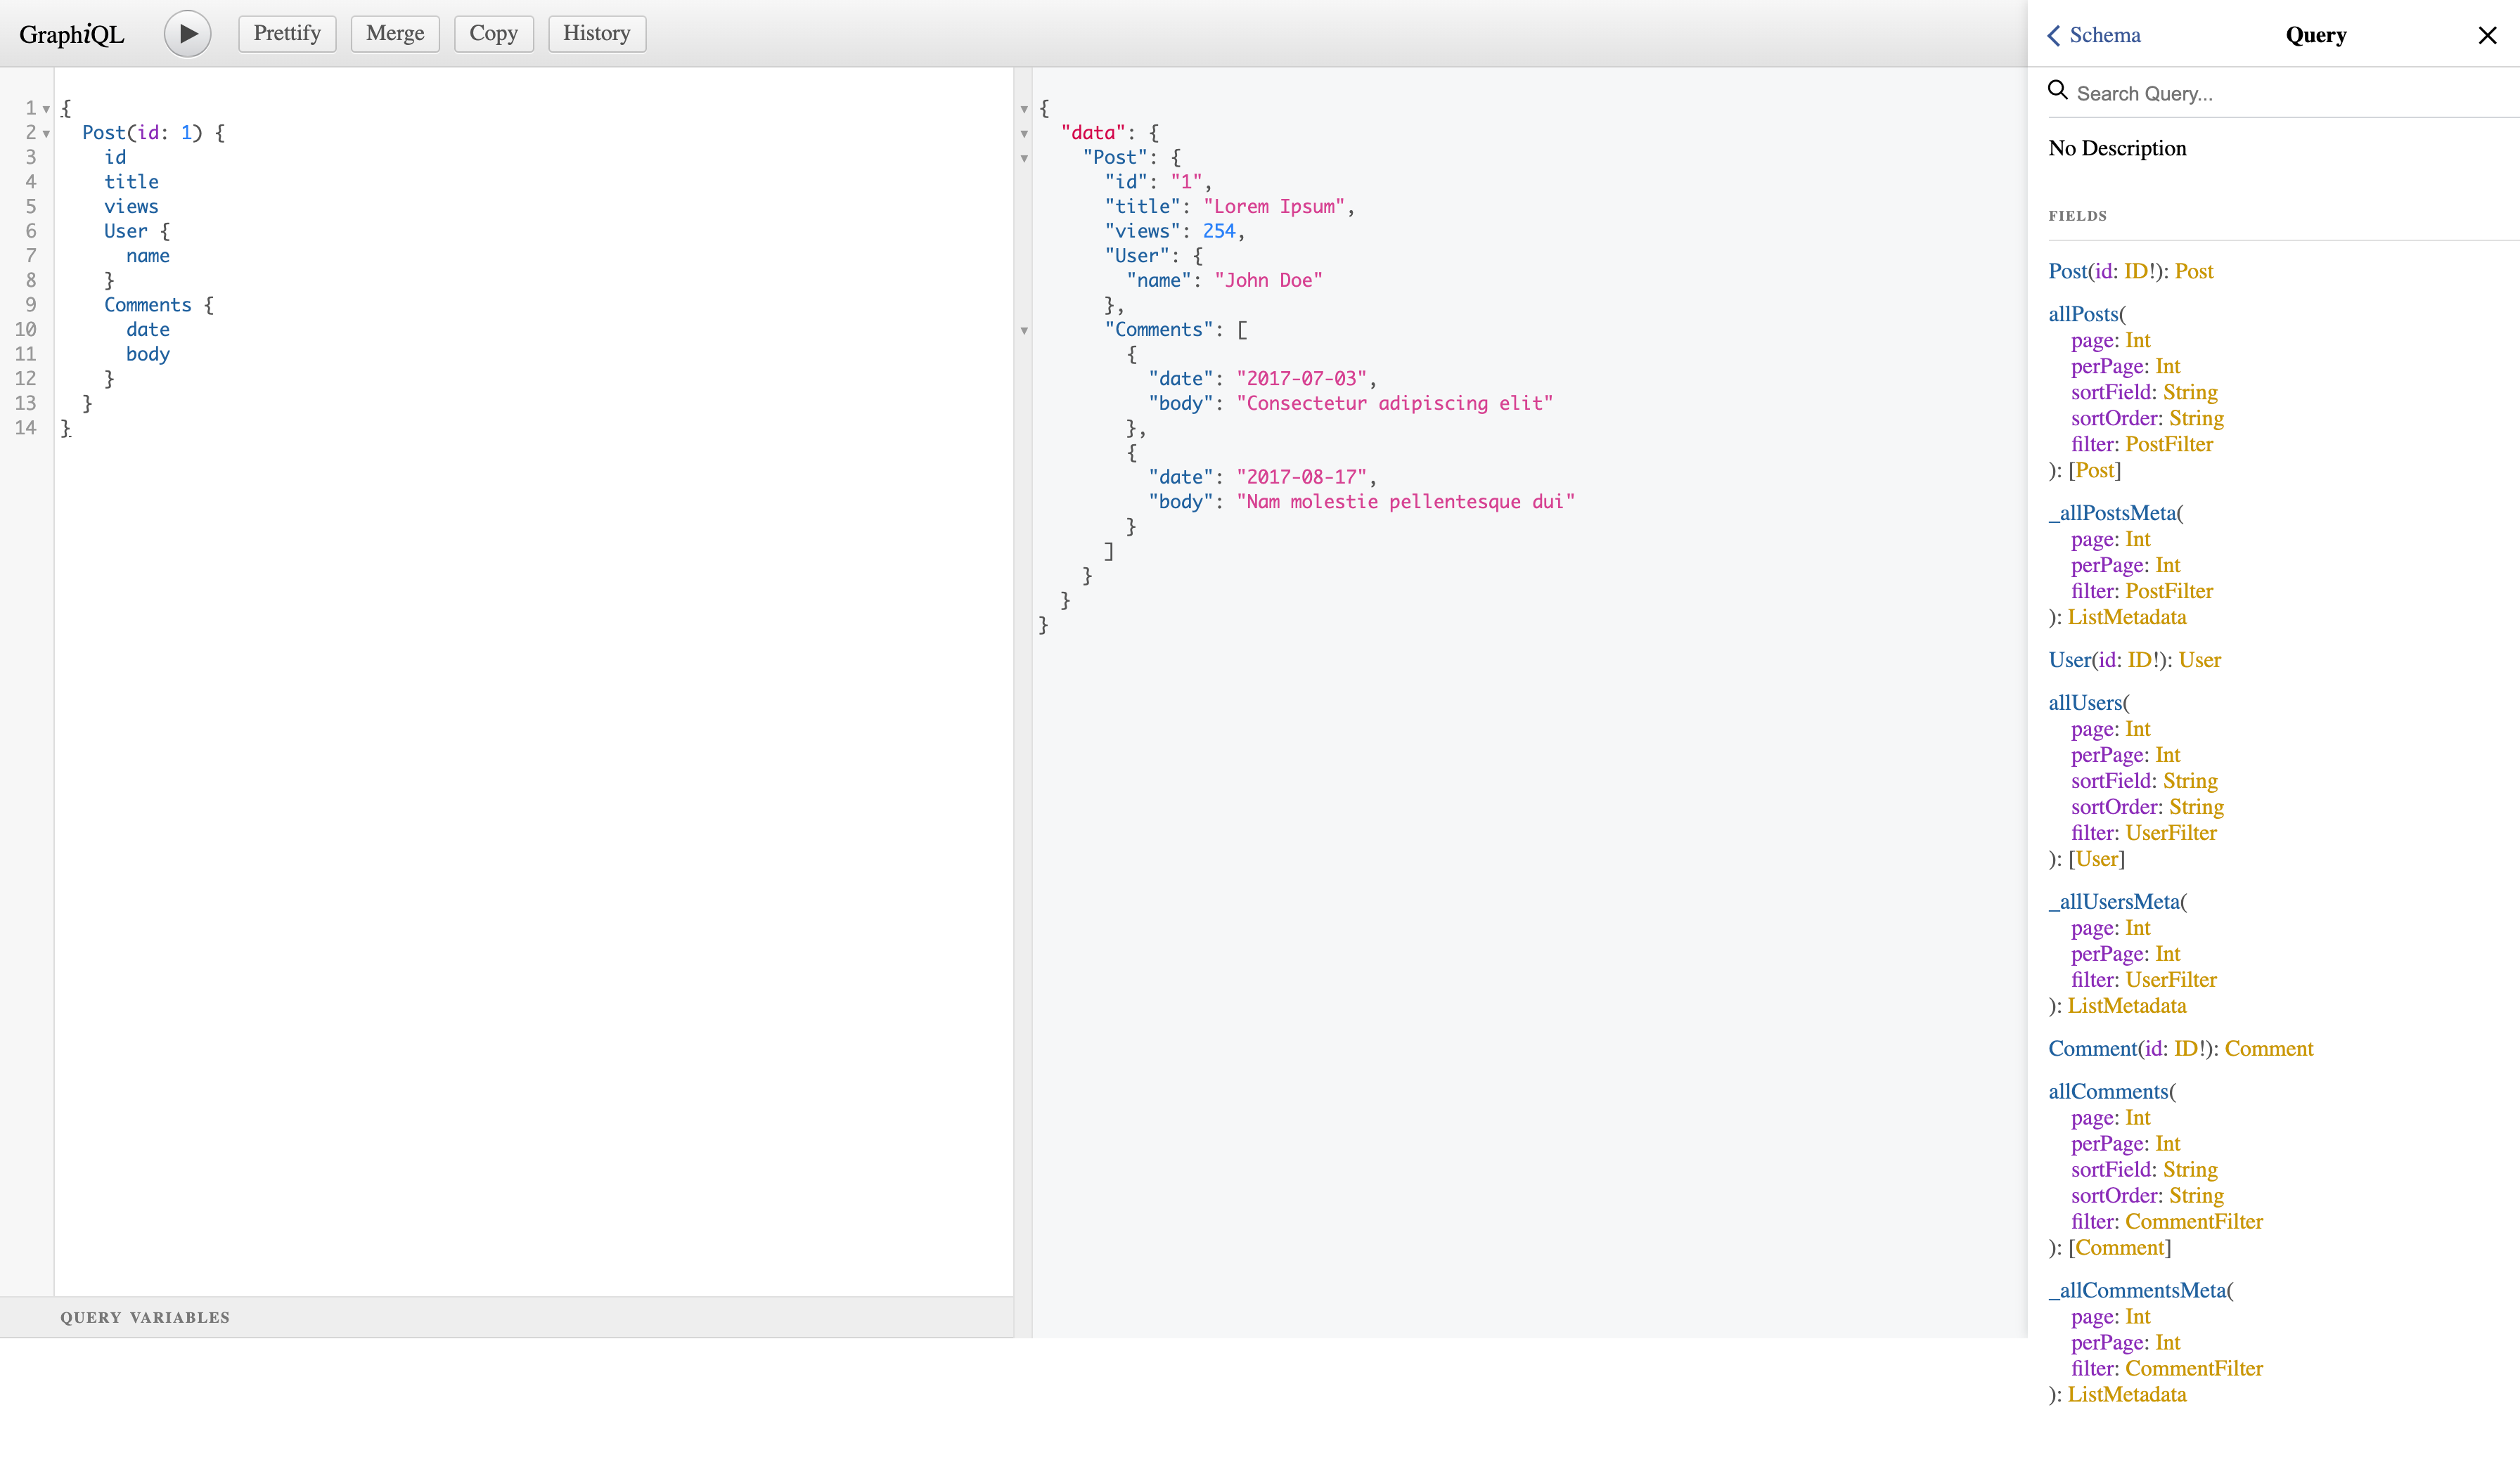 GraphiQL
Prettify
Merge
Copy
History
1 {
2   Post(id: 1) {
3     id
4     title
5     views
6     User {
7       name
8     }
9     Comments {
10       date
11       body
12     }
13   }
14 }
QUERY VARIABLES
{
  "data": {
    "Post": {
      "id": "1",
      "title": "Lorem Ipsum",
      "views": 254,
      "User": {
        "name": "John Doe"
      },
      "Comments": [
        {
          "date": "2017-07-03",
          "body": "Consectetur adipiscing elit"
        },
        {
          "date": "2017-08-17",
          "body": "Nam molestie pellentesque dui"
        }
      ]
    }
  }
}
Schema
Query
Search Query...
No Description
FIELDS
Post(id: ID!): Post
allPosts(
page: Int
perPage: Int
sortField: String
sortOrder: String
filter: PostFilter
): [Post]
_allPostsMeta(
page: Int
perPage: Int
filter: PostFilter
): ListMetadata
User(id: ID!): User
allUsers(
page: Int
perPage: Int
sortField: String
sortOrder: String
filter: UserFilter
): [User]
_allUsersMeta(
page: Int
perPage: Int
filter: UserFilter
): ListMetadata
Comment(id: ID!): Comment
allComments(
page: Int
perPage: Int
sortField: String
sortOrder: String
filter: CommentFilter
): [Comment]
_allCommentsMeta(
page: Int
perPage: Int
filter: CommentFilter
): ListMetadata